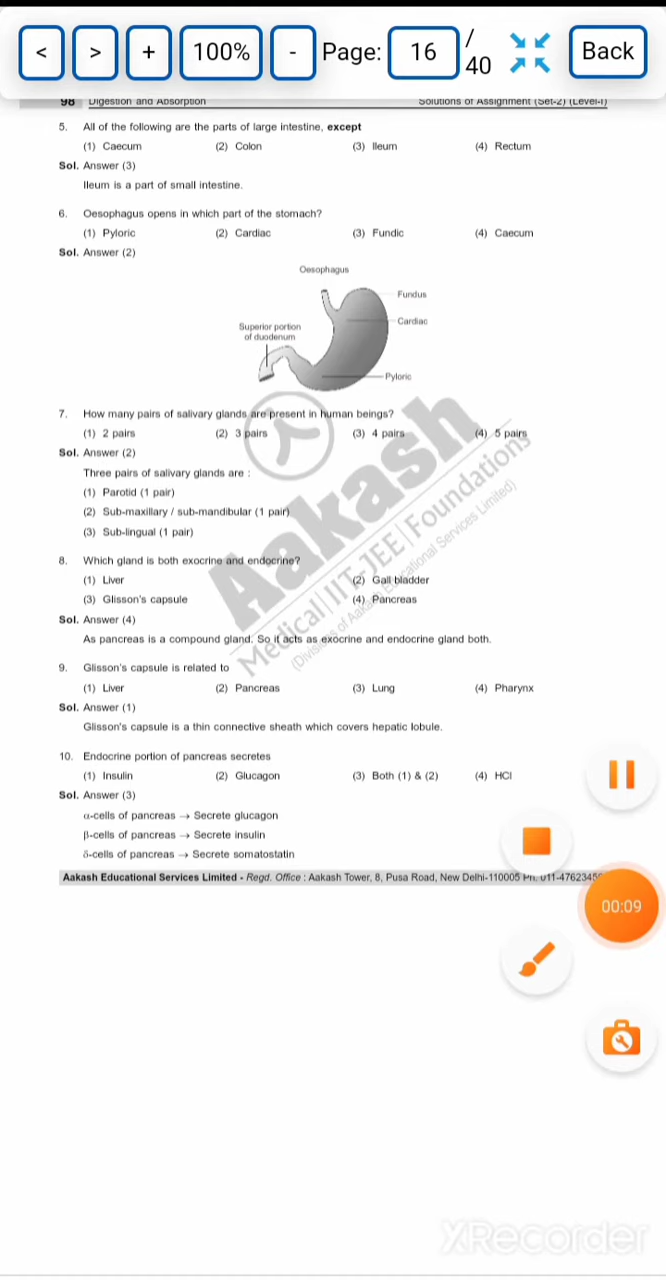 < > + 100% - Page: 16 / 40 Back
98 Digestion and Absorption Solutions of Assignment (Set-2) (Level-I)
5. All of the following are the parts of large intestine, except
(1) Caecum (2) Colon (3) Ileum (4) Rectum
Sol. Answer (3)
Ileum is a part of small intestine.
6. Oesophagus opens in which part of the stomach?
(1) Pyloric (2) Cardiac (3) Fundic (4) Caecum
Sol. Answer (2)
Oesophagus
Fundus
Cardiac
Superior portion
of duodenum
Pyloric
7. How many pairs of salivary glands are present in human beings?
(1) 2 pairs (2) 3 pairs (3) 4 pairs (4) 5 pairs
Sol. Answer (2)
Three pairs of salivary glands are :
(1) Parotid (1 pair)
(2) Sub-maxillary / sub-mandibular (1 pair)
(3) Sub-lingual (1 pair)
8. Which gland is both exocrine and endocrine?
(1) Liver (2) Gall bladder
(3) Glisson's capsule (4) Pancreas
Sol. Answer (4)
As pancreas is a compound gland. So it acts as exocrine and endocrine gland both.
9. Glisson's capsule is related to
(1) Liver (2) Pancreas (3) Lung (4) Pharynx
Sol. Answer (1)
Glisson's capsule is a thin connective sheath which covers hepatic lobule.
10. Endocrine portion of pancreas secretes
(1) Insulin (2) Glucagon (3) Both (1) & (2) (4) HCl
Sol. Answer (3)
α-cells of pancreas → Secrete glucagon
β-cells of pancreas → Secrete insulin
δ-cells of pancreas → Secrete somatostatin
Aakash Educational Services Limited - Regd. Office : Aakash Tower, 8, Pusa Road, New Delhi-110005 Ph. 011-4762345
Aakash
Medical|IIT-JEE|Foundations
(Divisions of Aakash Educational Services Limited)
00:09
XRecorder